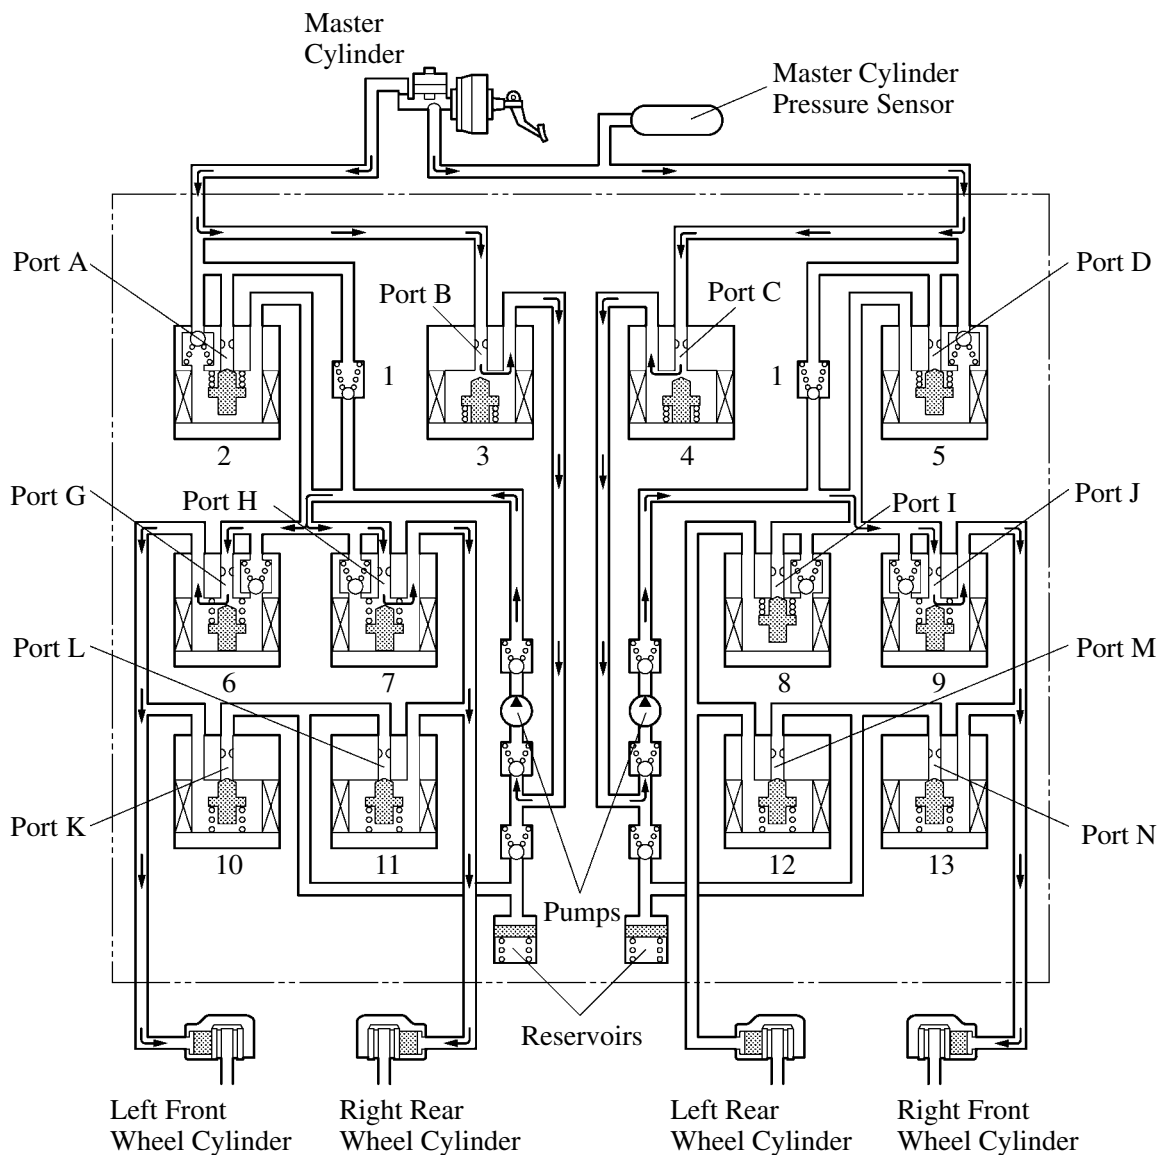 Master
Cylinder
Master Cylinder
Pressure Sensor
Port A
Port B
Port C
Port D
1
1
2
3
4
5
Port G
Port H
Port I
Port J
Port L
Port M
6
7
8
9
Port K
Port N
10
11
12
13
Pumps
Reservoirs
Left Front
Wheel Cylinder
Right Rear
Wheel Cylinder
Left Rear
Wheel Cylinder
Right Front
Wheel Cylinder